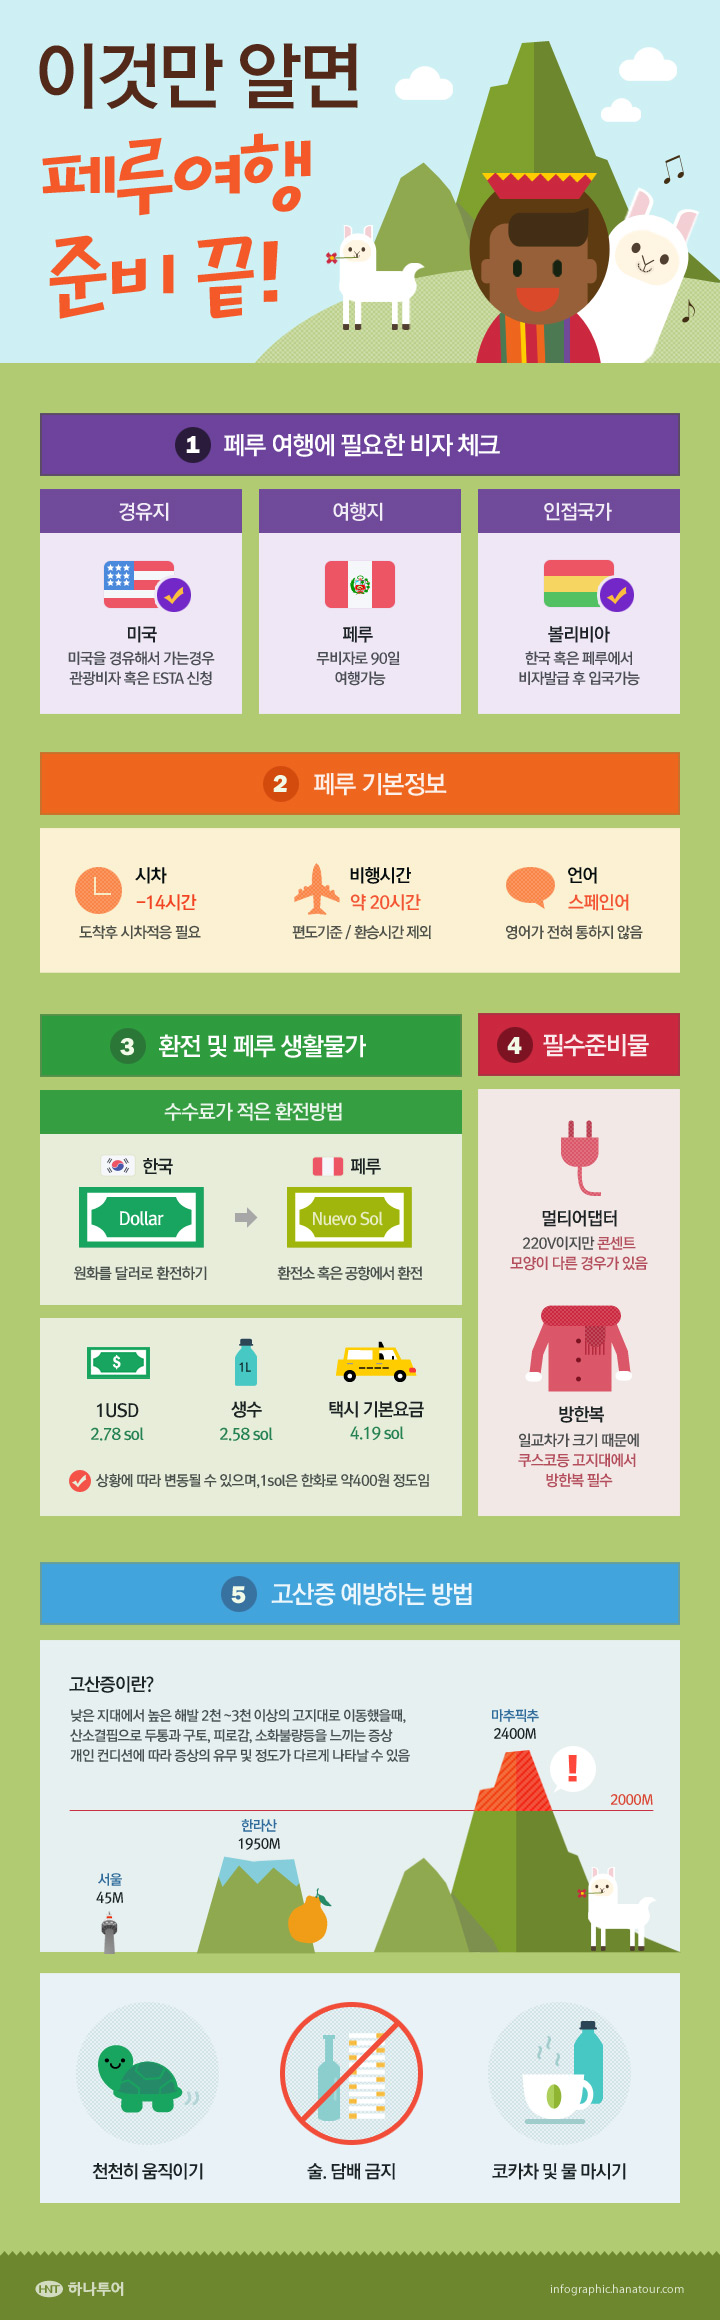 이것만 알면
페루여행
준비 끝!
1 페루 여행에 필요한 비자 체크
경유지
미국
미국을 경유해서 가는경우
관광비자 혹은 ESTA 신청
여행지
페루
무비자로 90일
여행가능
인접국가
볼리비아
한국 혹은 페루에서
비자발급 후 입국가능
2 페루 기본정보
시차
-14시간
도착후 시차적응 필요
비행시간
약 20시간
편도기준 / 환승시간 제외
언어
스페인어
영어가 전혀 통하지 않음
3 환전 및 페루 생활물가
수수료가 적은 환전방법
한국
Dollar
원화를 달러로 환전하기
페루
Nuevo Sol
환전소 혹은 공항에서 환전
$
1USD
2.78 sol
1L
생수
2.58 sol
택시 기본요금
4.19 sol
상황에 따라 변동될 수 있으며,1sol은 한화로 약400원 정도임
4 필수준비물
멀티어댑터
220V이지만 콘센트
모양이 다른 경우가 있음
방한복
일교차가 크기 때문에
쿠스코등 고지대에서
방한복 필수
5 고산증 예방하는 방법
고산증이란?
낮은 지대에서 높은 해발 2천 ~3천 이상의 고지대로 이동했을때,
산소결핍으로 두통과 구토, 피로감, 소화불량등을 느끼는 증상
개인 컨디션에 따라 증상의 유무 및 정도가 다르게 나타날 수 있음
마추픽추
2400M
!
2000M
한라산
1950M
서울
45M
천천히 움직이기
술. 담배 금지
코카차 및 물 마시기
HNT 하나투어
infographic.hanatour.com